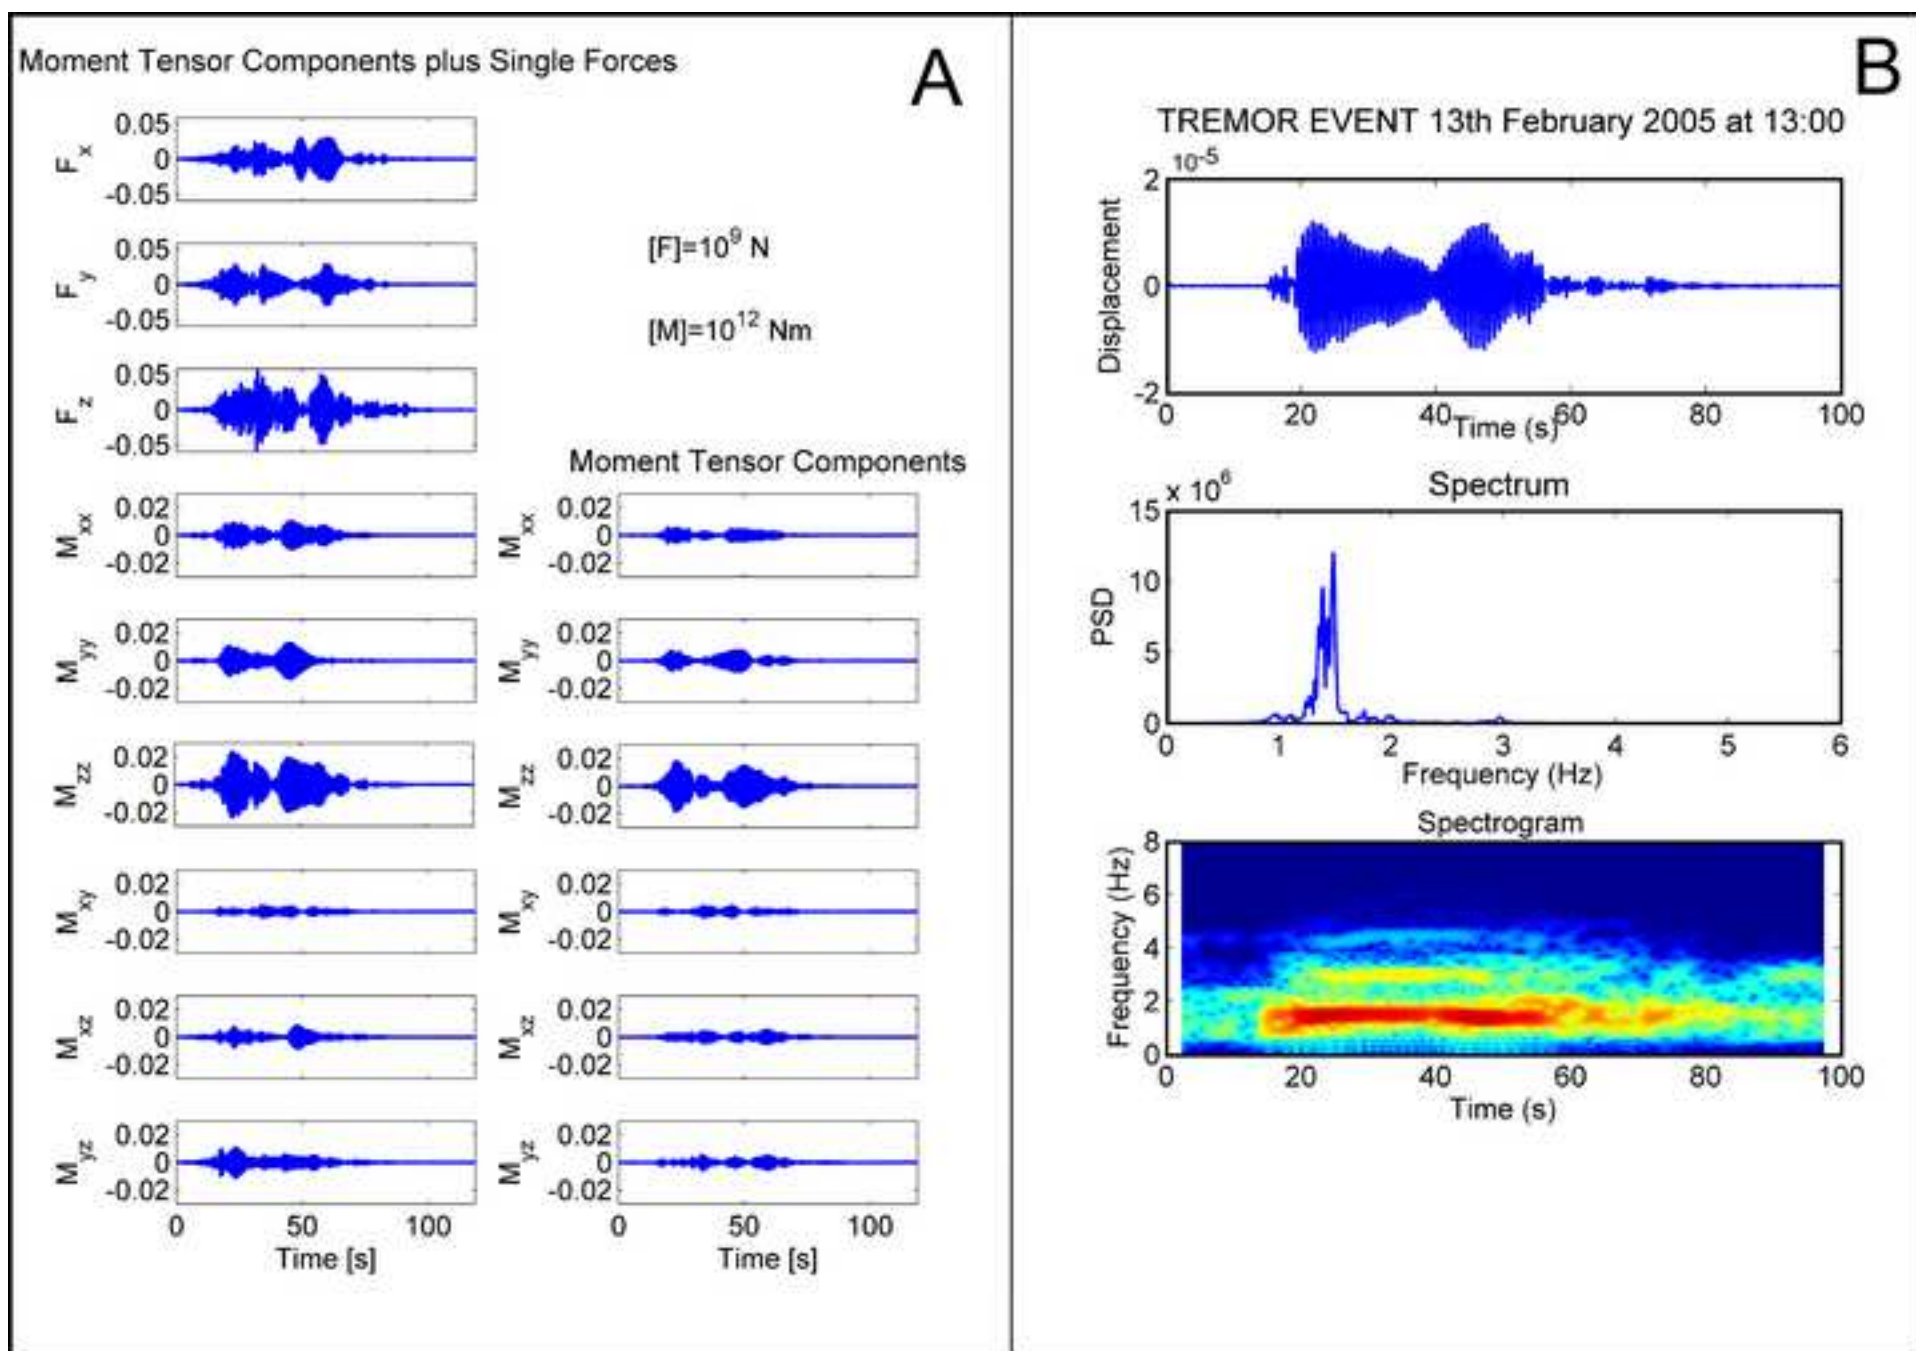 A
Moment Tensor Components plus Single Forces
0.05
0
-0.05
F x
0.05
0
-0.05
F y
0.05
0
-0.05
F z
[F]=10^9 N
[M]=10^12 Nm
0.02
0
-0.02
M xx
0.02
0
-0.02
M yy
0.02
0
-0.02
M zz
0.02
0
-0.02
M xy
0.02
0
-0.02
M xz
0.02
0
-0.02
M yz
0 50 100
Time [s]
Moment Tensor Components
0.02
0
-0.02
M xx
0.02
0
-0.02
M yy
0.02
0
-0.02
M zz
0.02
0
-0.02
M xy
0.02
0
-0.02
M xz
0.02
0
-0.02
M yz
0 50 100
Time [s]
B
TREMOR EVENT 13th February 2005 at 13:00
10^-5
2
0
-2
Displacement
0 20 40 60 80 100
Time (s)
Spectrum
x 10^6
15
10
5
0
PSD
0 1 2 3 4 5 6
Frequency (Hz)
Spectrogram
8
6
4
2
0
Frequency (Hz)
0 20 40 60 80 100
Time (s)